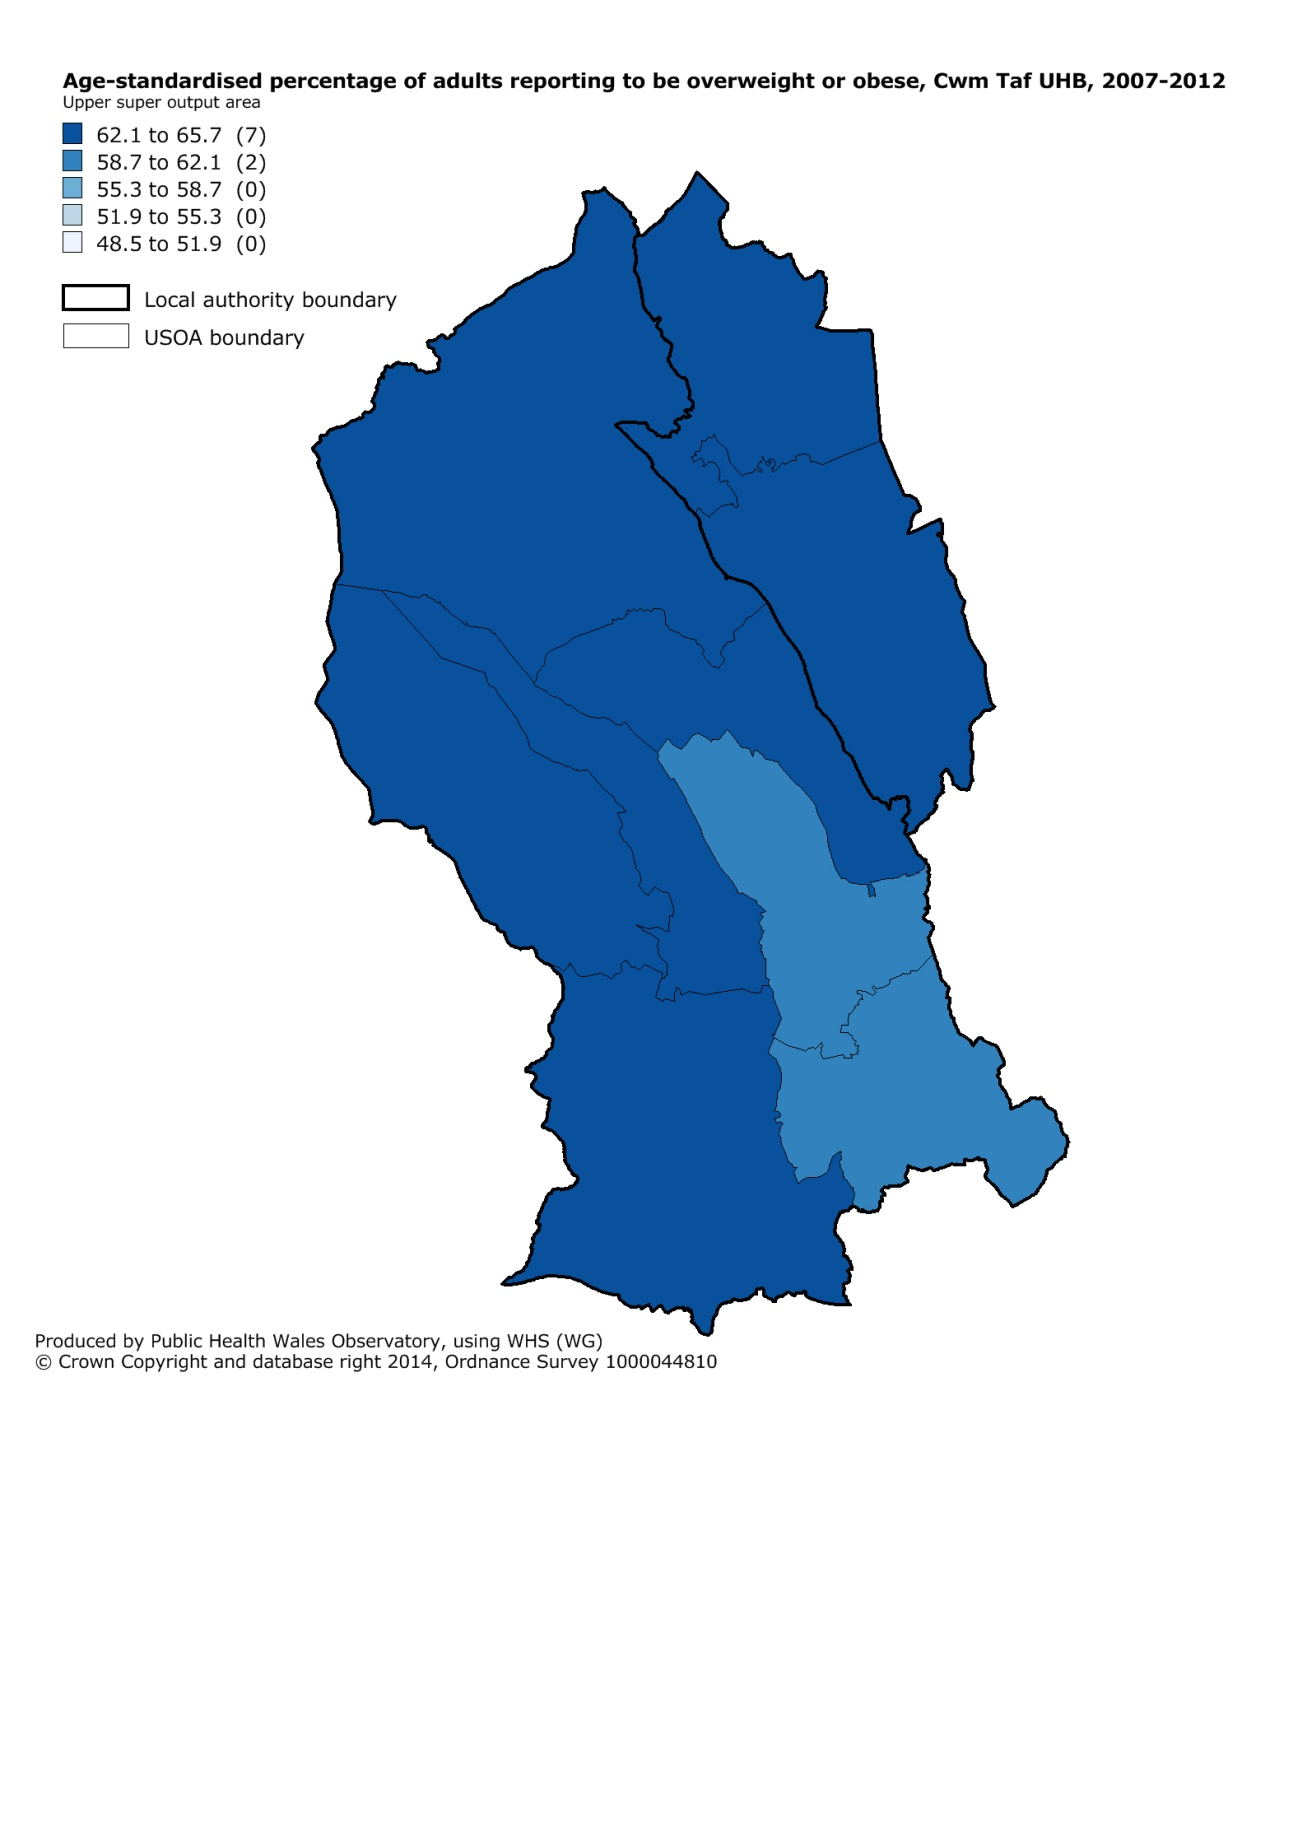 Age-standardised percentage of adults reporting to be overweight or obese, Cwm Taf UHB, 2007-2012
Upper super output area
62.1 to 65.7 (7)
58.7 to 62.1 (2)
55.3 to 58.7 (0)
51.9 to 55.3 (0)
48.5 to 51.9 (0)
Local authority boundary
USOA boundary
Produced by Public Health Wales Observatory, using WHS (WG)
© Crown Copyright and database right 2014, Ordnance Survey 1000044810